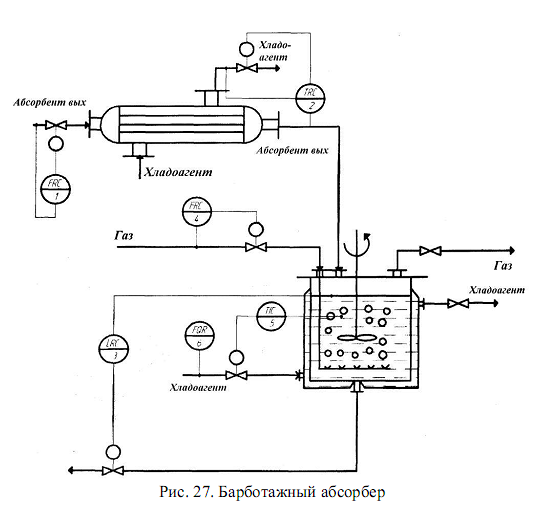 Хладо-
агент
TRC
2
Абсорбент вых
Абсорбент вых
Хладоагент
FRC
1
FRC
4
Газ
Газ
Хладоагент
TIC
5
FQR
6
LRC
3
Хладоагент
Рис. 27. Барботажный абсорбер